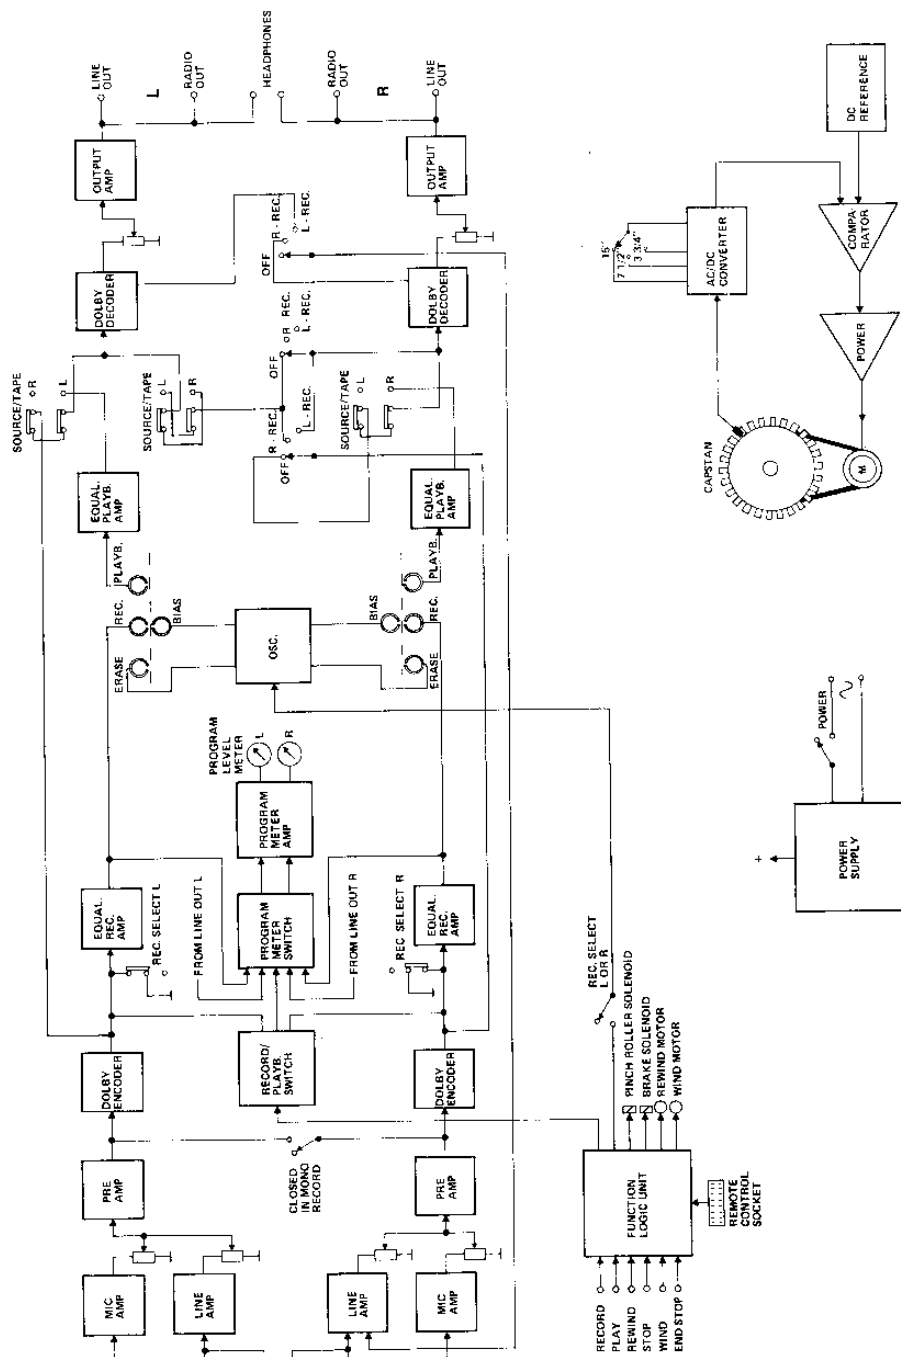 MIC AMP
LINE AMP
LINE AMP
MIC AMP
PRE AMP
PRE AMP
CLOSED IN MONO RECORD
DOLBY ENCODER
RECORD/ PLAYB. SWITCH
DOLBY ENCODER
EQUAL. REC. AMP
REC. SELECT L
FROM LINE OUT L
PROGRAM METER SWITCH
FROM LINE OUT R
REC SELECT R
EQUAL. REC. AMP
PROGRAM LEVEL METER
L
R
PROGRAM METER AMP
ERASE
REC.
PLAYB.
BIAS
OSC.
BIAS
ERASE
REC.
PLAYB.
EQUAL. PLAYB. AMP
EQUAL. PLAYB. AMP
SOURCE/TAPE
R
L
SOURCE/TAPE
L
R
R - REC.
OFF
L - REC.
SOURCE/TAPE
L
R
OFF
R REC.
L - REC.
DOLBY DECODER
DOLBY DECODER
OFF
R - REC.
L - REC.
OUTPUT AMP
OUTPUT AMP
LINE OUT
L
RADIO OUT
HEADPHONES
RADIO OUT
R
LINE OUT
RECORD
PLAY
REWIND
STOP
WIND
END STOP
FUNCTION LOGIC UNIT
REMOTE CONTROL SOCKET
REC. SELECT L OR R
PINCH ROLLER SOLENOID
BRAKE SOLENOID
REWIND MOTOR
WIND MOTOR
+
POWER SUPPLY
POWER
CAPSTAN
M
POWER
COMPA- RATOR
DC REFERENCE
AC/DC CONVERTER
15"
7 1/2"
3 3/4"